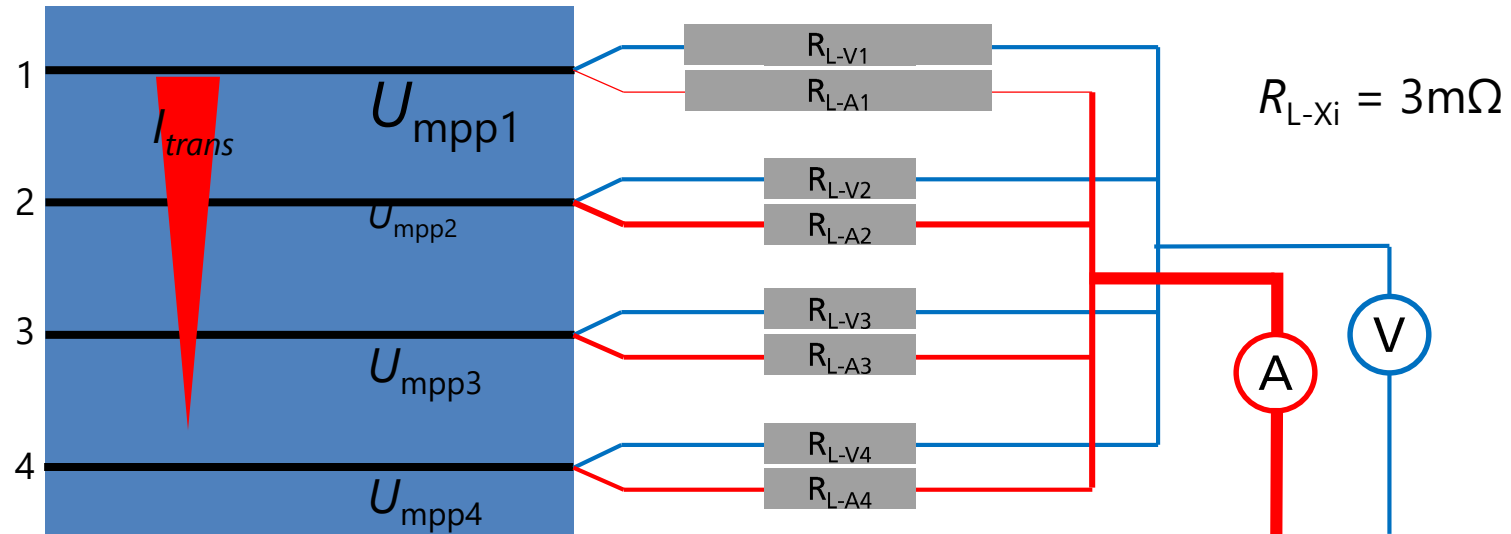 1
I_trans
U_mpp1
R_L-V1
R_L-A1
R_L-Xi = 3mΩ
2
U_mpp2
R_L-V2
R_L-A2
3
U_mpp3
R_L-V3
R_L-A3
A
V
4
U_mpp4
R_L-V4
R_L-A4